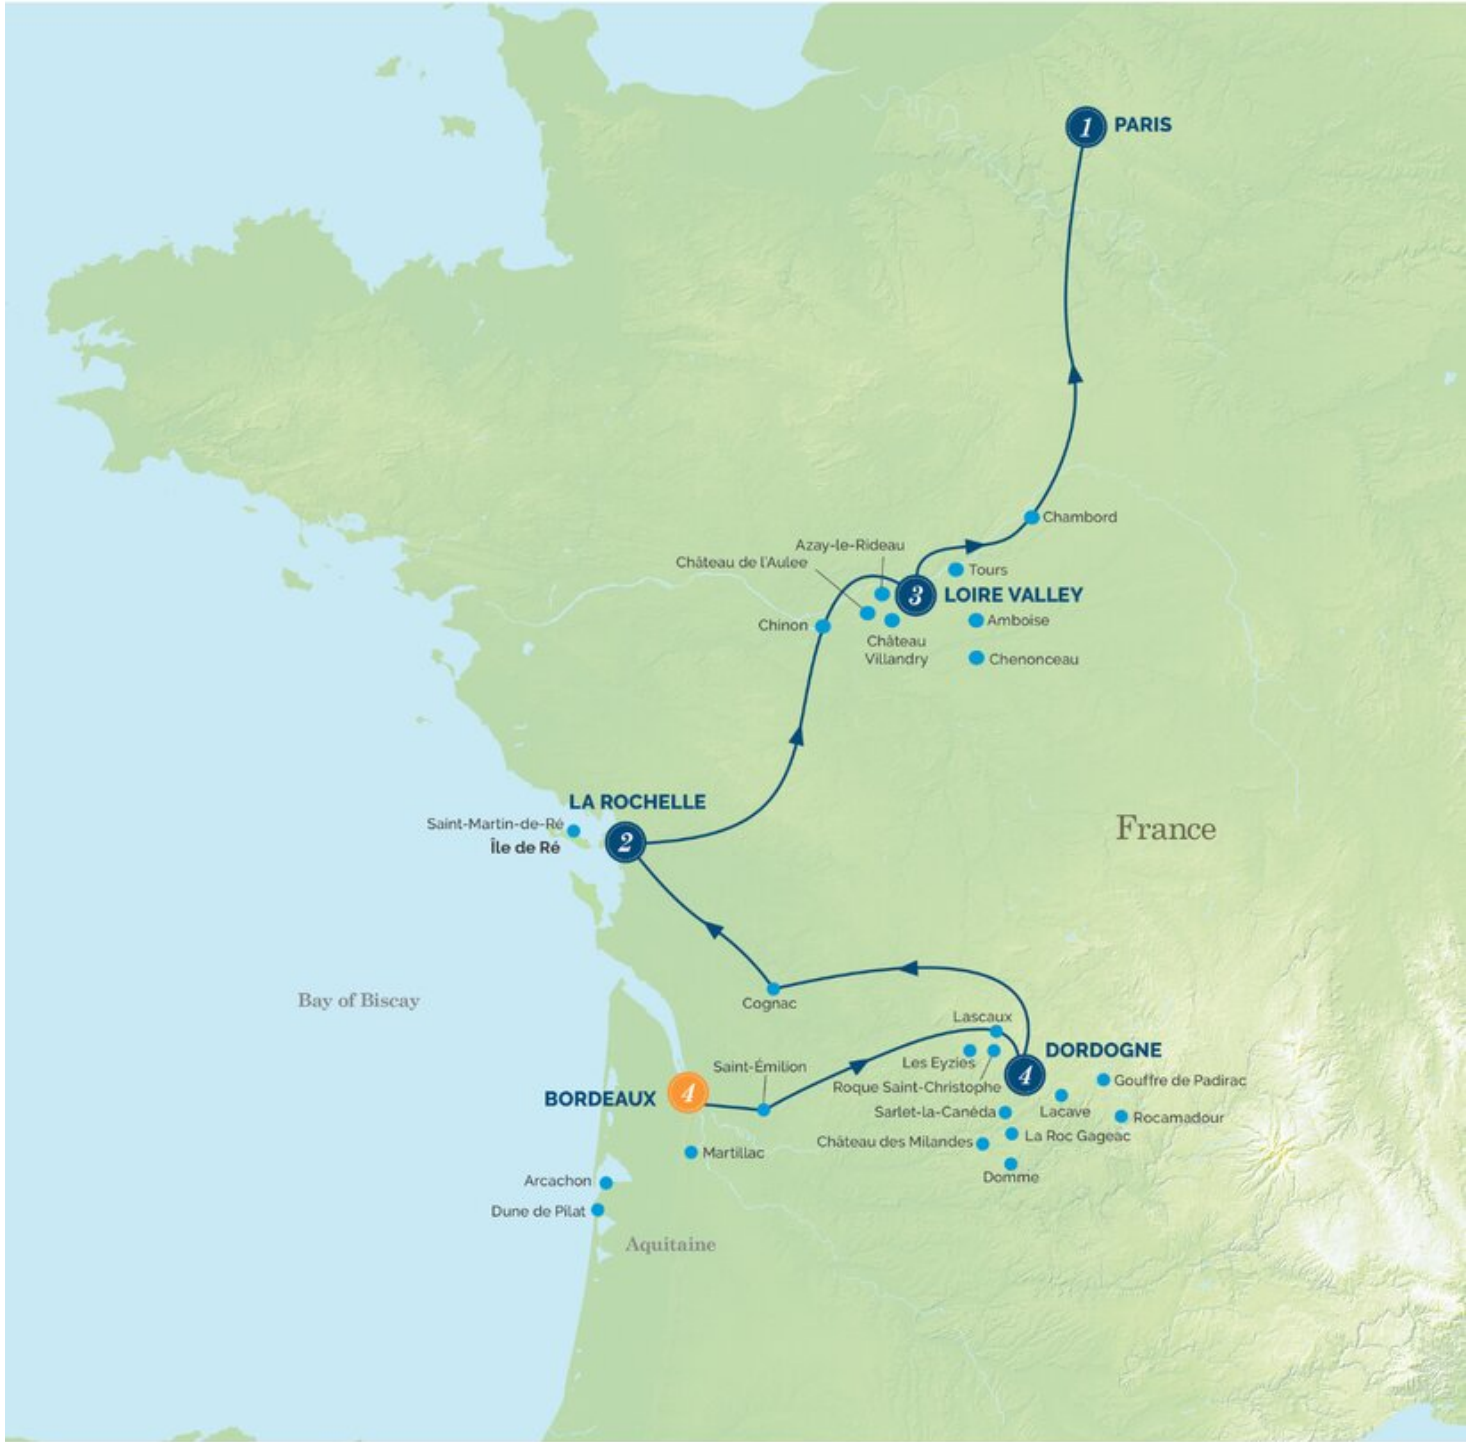 1 PARIS
Chambord
Azay-le-Rideau
Château de l'Aulee
Tours
3 LOIRE VALLEY
Chinon
Amboise
Château
Villandry
Chenonceau
LA ROCHELLE
Saint-Martin-de-Ré
Île de Ré
2
France
Bay of Biscay
Cognac
Lascaux
DORDOGNE
4
Les Eyzies
Saint-Émilion
Gouffre de Padirac
Roque Saint-Christophe
BORDEAUX 4
Sarlet-la-Canéda
Lacave
Rocamadour
La Roc Gageac
Château des Milandes
Martillac
Domme
Arcachon
Dune de Pilat
Aquitaine